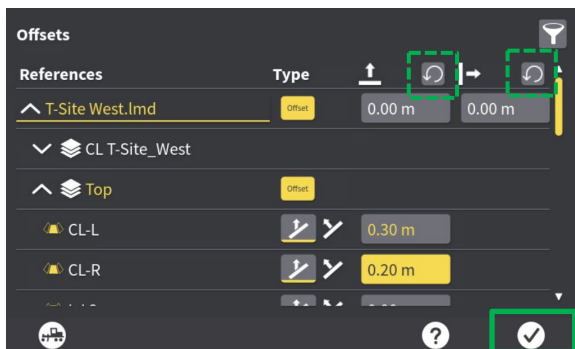 Offsets
References Type
T-Site West.lmd Offset 0.00 m 0.00 m
CL T-Site_West
Top Offset
CL-L 0.30 m
CL-R 0.20 m
?